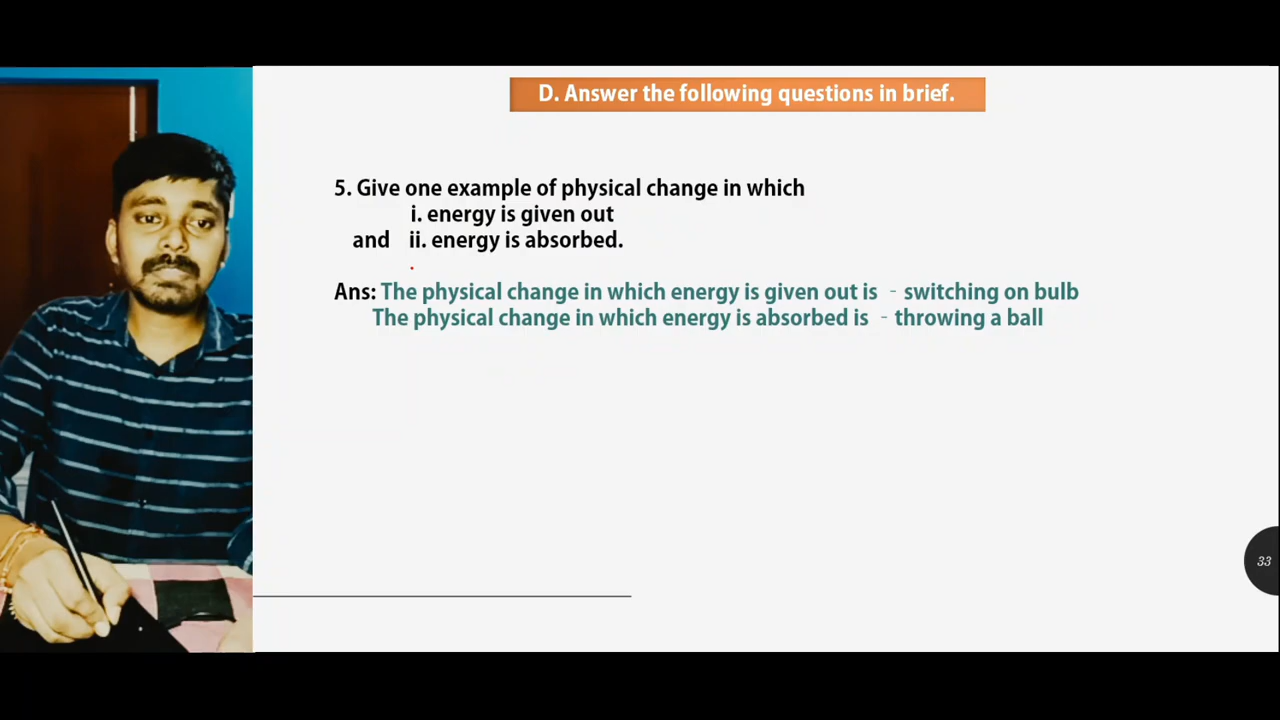 D. Answer the following questions in brief.
5. Give one example of physical change in which
i. energy is given out
and ii. energy is absorbed.
Ans: The physical change in which energy is given out is - switching on bulb
The physical change in which energy is absorbed is - throwing a ball
33